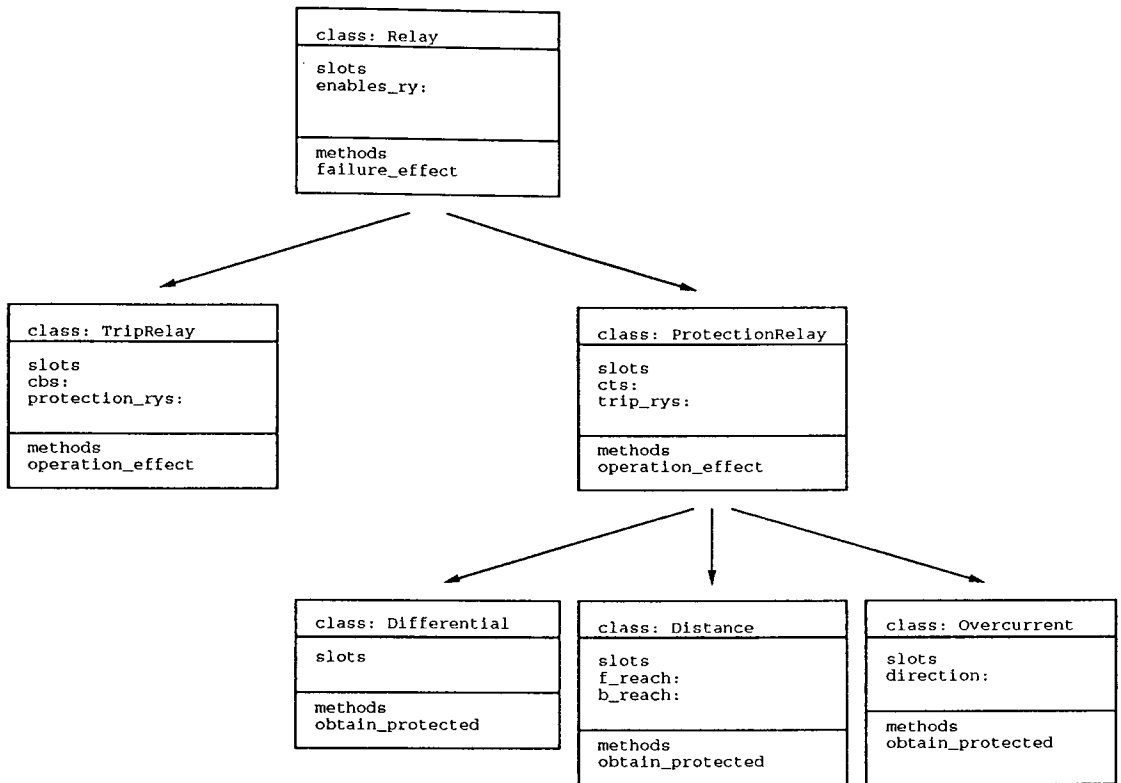 class: Relay
slots
enables_ry:
methods
failure_effect
class: TripRelay
slots
cbs:
protection_rys:
methods
operation_effect
class: ProtectionRelay
slots
cts:
trip_rys:
methods
operation_effect
class: Differential
slots
methods
obtain_protected
class: Distance
slots
f_reach:
b_reach:
methods
obtain_protected
class: Overcurrent
slots
direction:
methods
obtain_protected